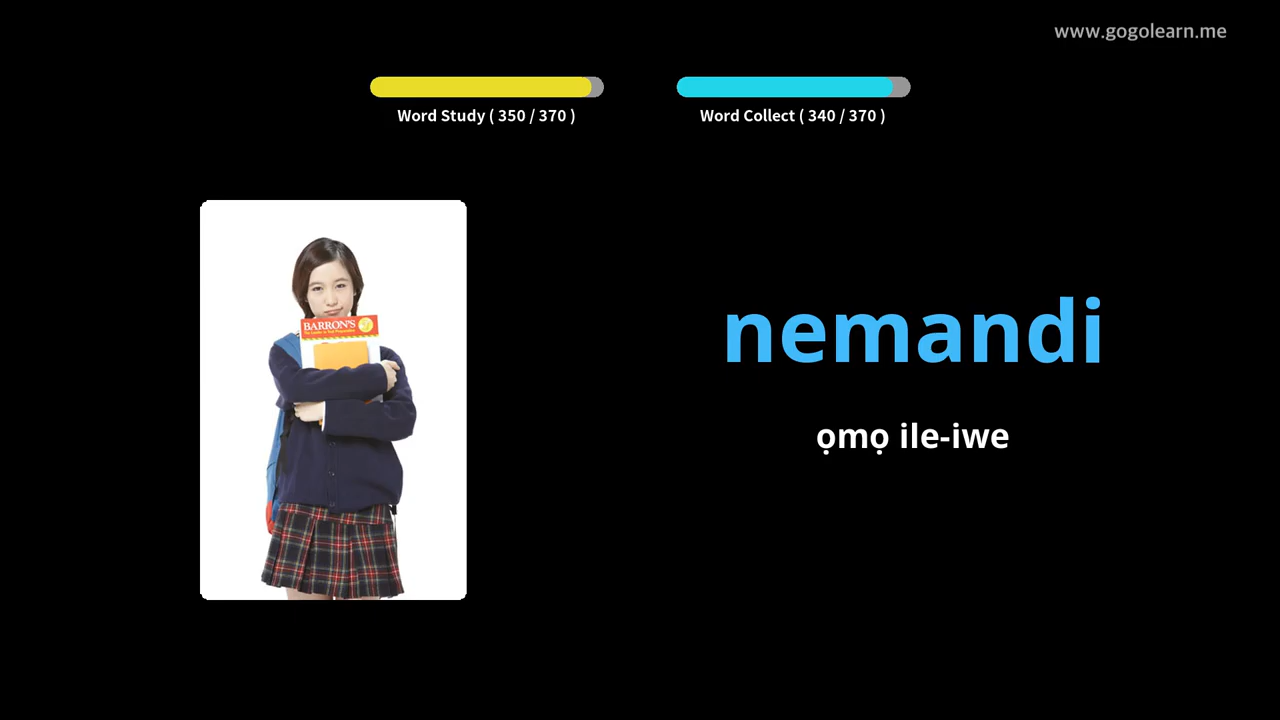 www.gogolearn.me
Word Study ( 350 / 370 )
Word Collect ( 340 / 370 )
BARRON'S
nemandi
ọmọ ile-iwe